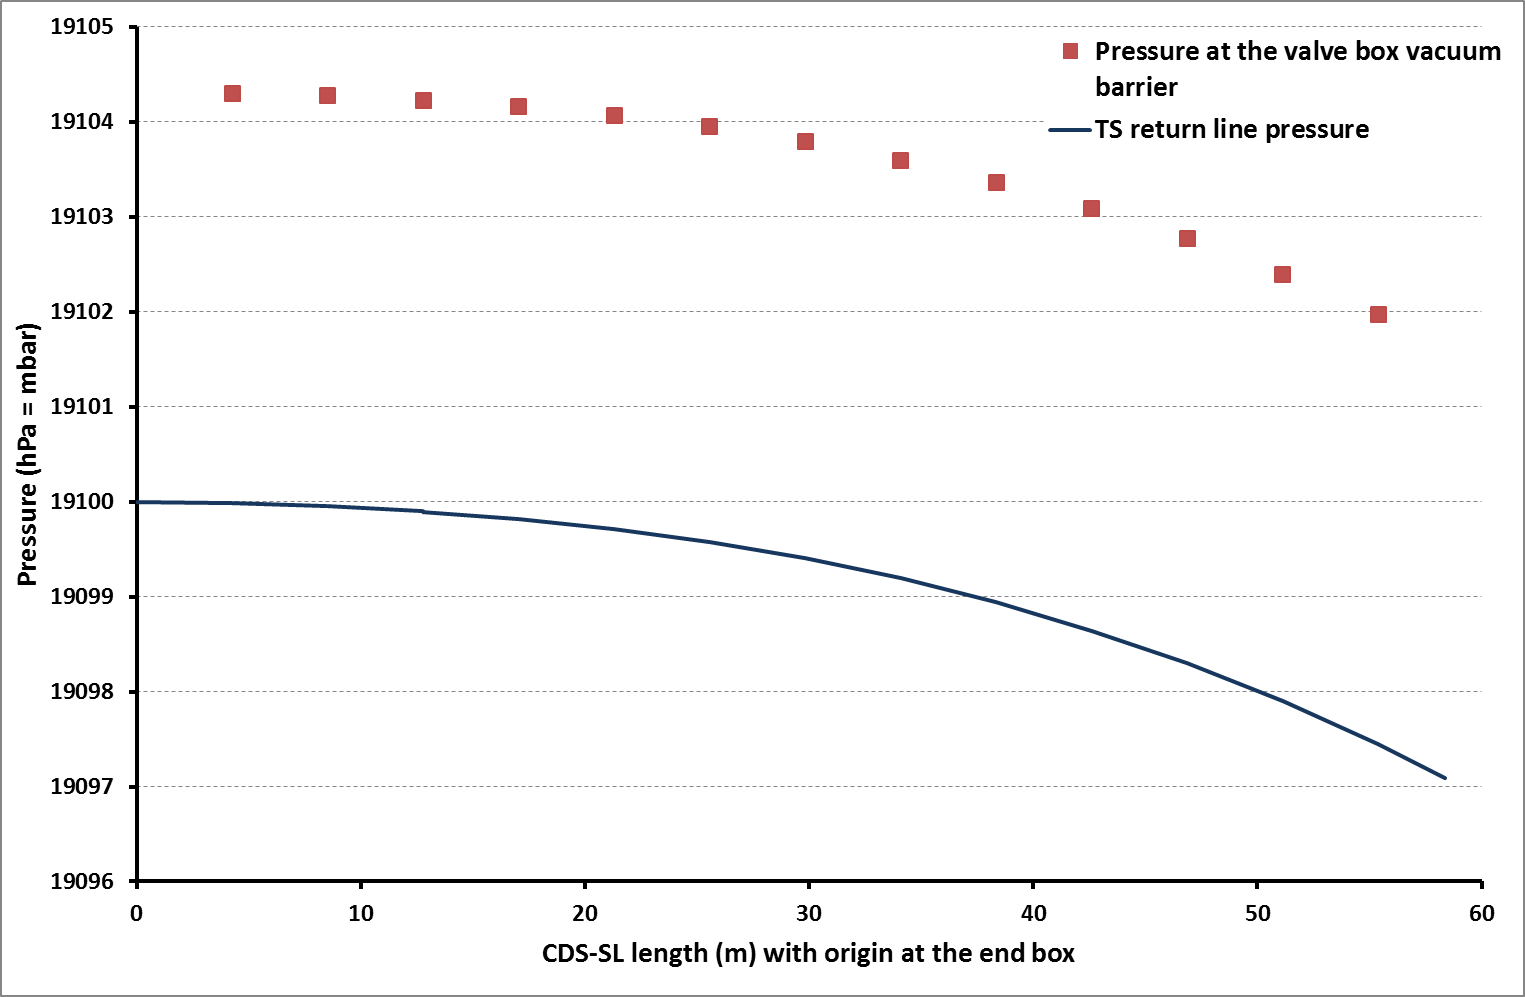 19105
19104
19103
19102
19101
19100
19099
19098
19097
19096
Pressure (hPa = mbar)
Pressure at the valve box vacuum
barrier
TS return line pressure
0 10 20 30 40 50 60
CDS-SL length (m) with origin at the end box